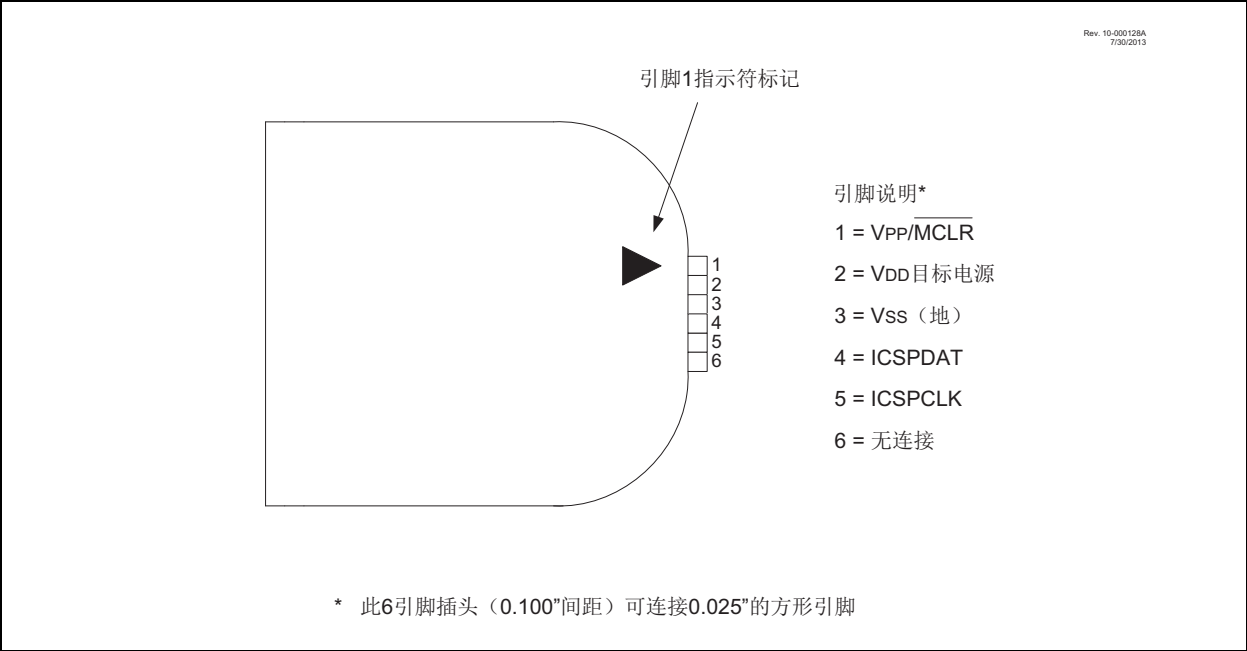 Rev. 10-000128A
7/30/2013
引脚1指示符标记
引脚说明*
1 = VPP/MCLR
2 = VDD目标电源
3 = VSS（地）
4 = ICSPDAT
5 = ICSPCLK
6 = 无连接
1
2
3
4
5
6
* 此6引脚插头（0.100”间距）可连接0.025”的方形引脚